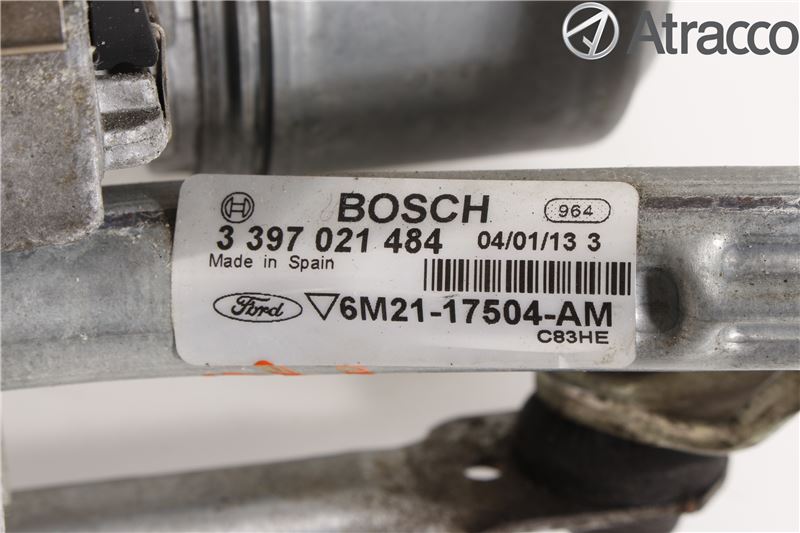 Atracco
BOSCH 964
3 397 021 484 04/01/13 3
Made in Spain
Ford 6M21-17504-AM
C83HE